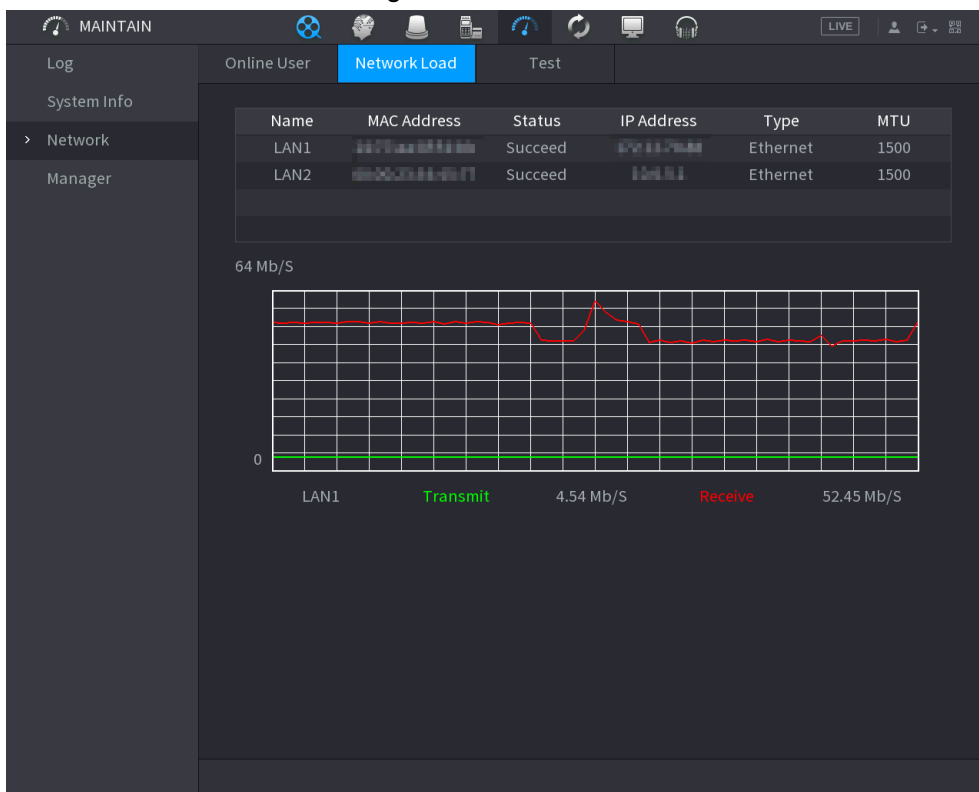 MAINTAIN LIVE
Log
System Info
Network
Manager
Online User Network Load Test
Name MAC Address Status IP Address Type MTU
LAN1 Succeed Ethernet 1500
LAN2 Succeed Ethernet 1500
64 Mb/S
0
LAN1 Transmit 4.54 Mb/S Receive 52.45 Mb/S